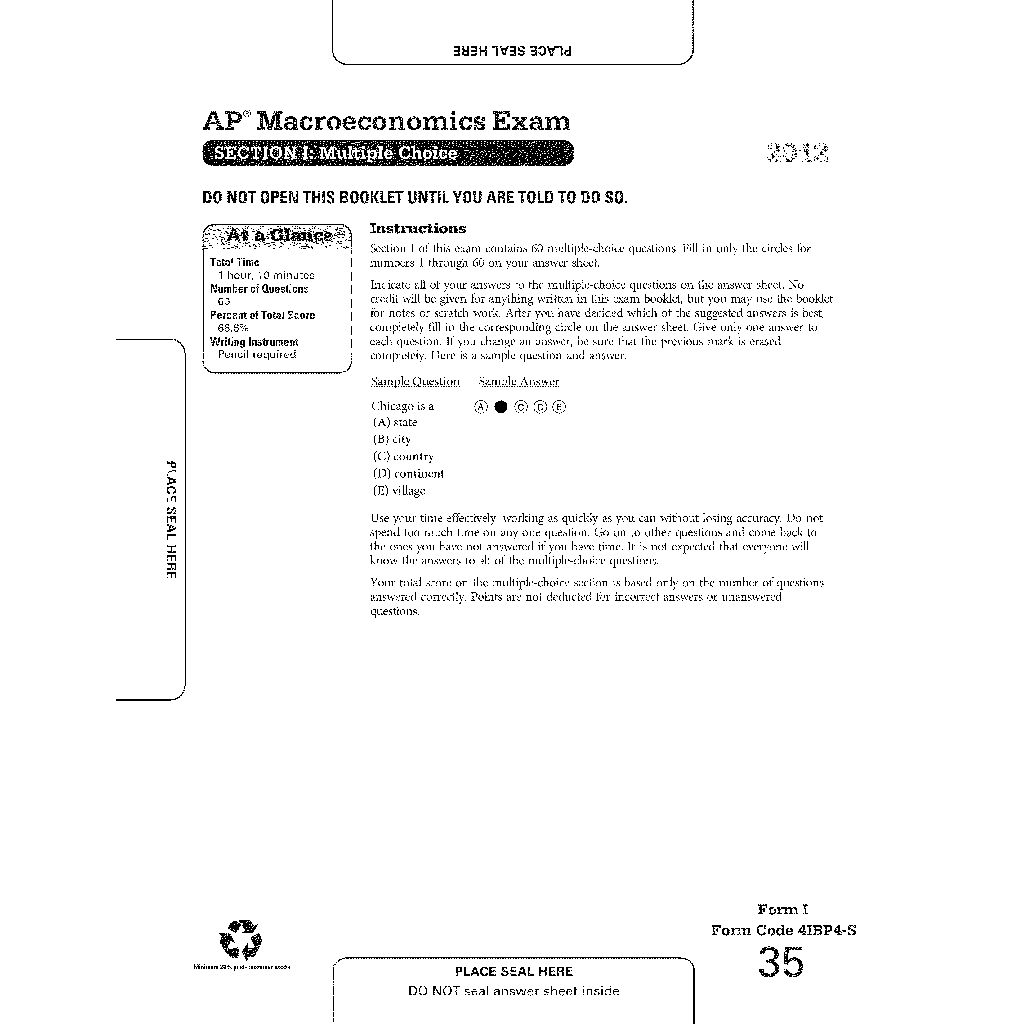 PLACE SEAL HERE
AP® Macroeconomics Exam
SECTION I: Multiple Choice
2012
DO NOT OPEN THIS BOOKLET UNTIL YOU ARE TOLD TO DO SO.
At a Glance
Total Time
1 hour, 10 minutes
Number of Questions
60
Percent of Total Score
66.6%
Writing Instrument
Pencil required
Instructions
Section I of this exam contains 60 multiple-choice questions. Fill in only the circles for
numbers 1 through 60 on your answer sheet.
Indicate all of your answers to the multiple-choice questions on the answer sheet. No
credit will be given for anything written in this exam booklet, but you may use the booklet
for notes or scratch work. After you have decided which of the suggested answers is best,
completely fill in the corresponding circle on the answer sheet. Give only one answer to
each question. If you change an answer, be sure that the previous mark is erased
completely. Here is a sample question and answer.
Sample Question Sample Answer
Chicago is a A C D E
(A) state
(B) city
(C) country
(D) continent
(E) village
Use your time effectively, working as quickly as you can without losing accuracy. Do not
spend too much time on any one question. Go on to other questions and come back to
the ones you have not answered if you have time. It is not expected that everyone will
know the answers to all of the multiple-choice questions.
Your total score on the multiple-choice section is based only on the number of questions
answered correctly. Points are not deducted for incorrect answers or unanswered
questions.
PLACE SEAL HERE
Form I
Form Code 4IBP4-S
35
PLACE SEAL HERE
DO NOT seal answer sheet inside